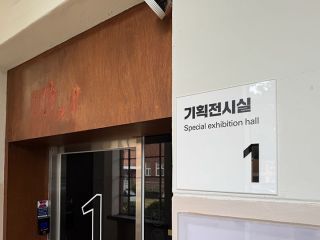 기획전시실
Special exhibition hall
1
1